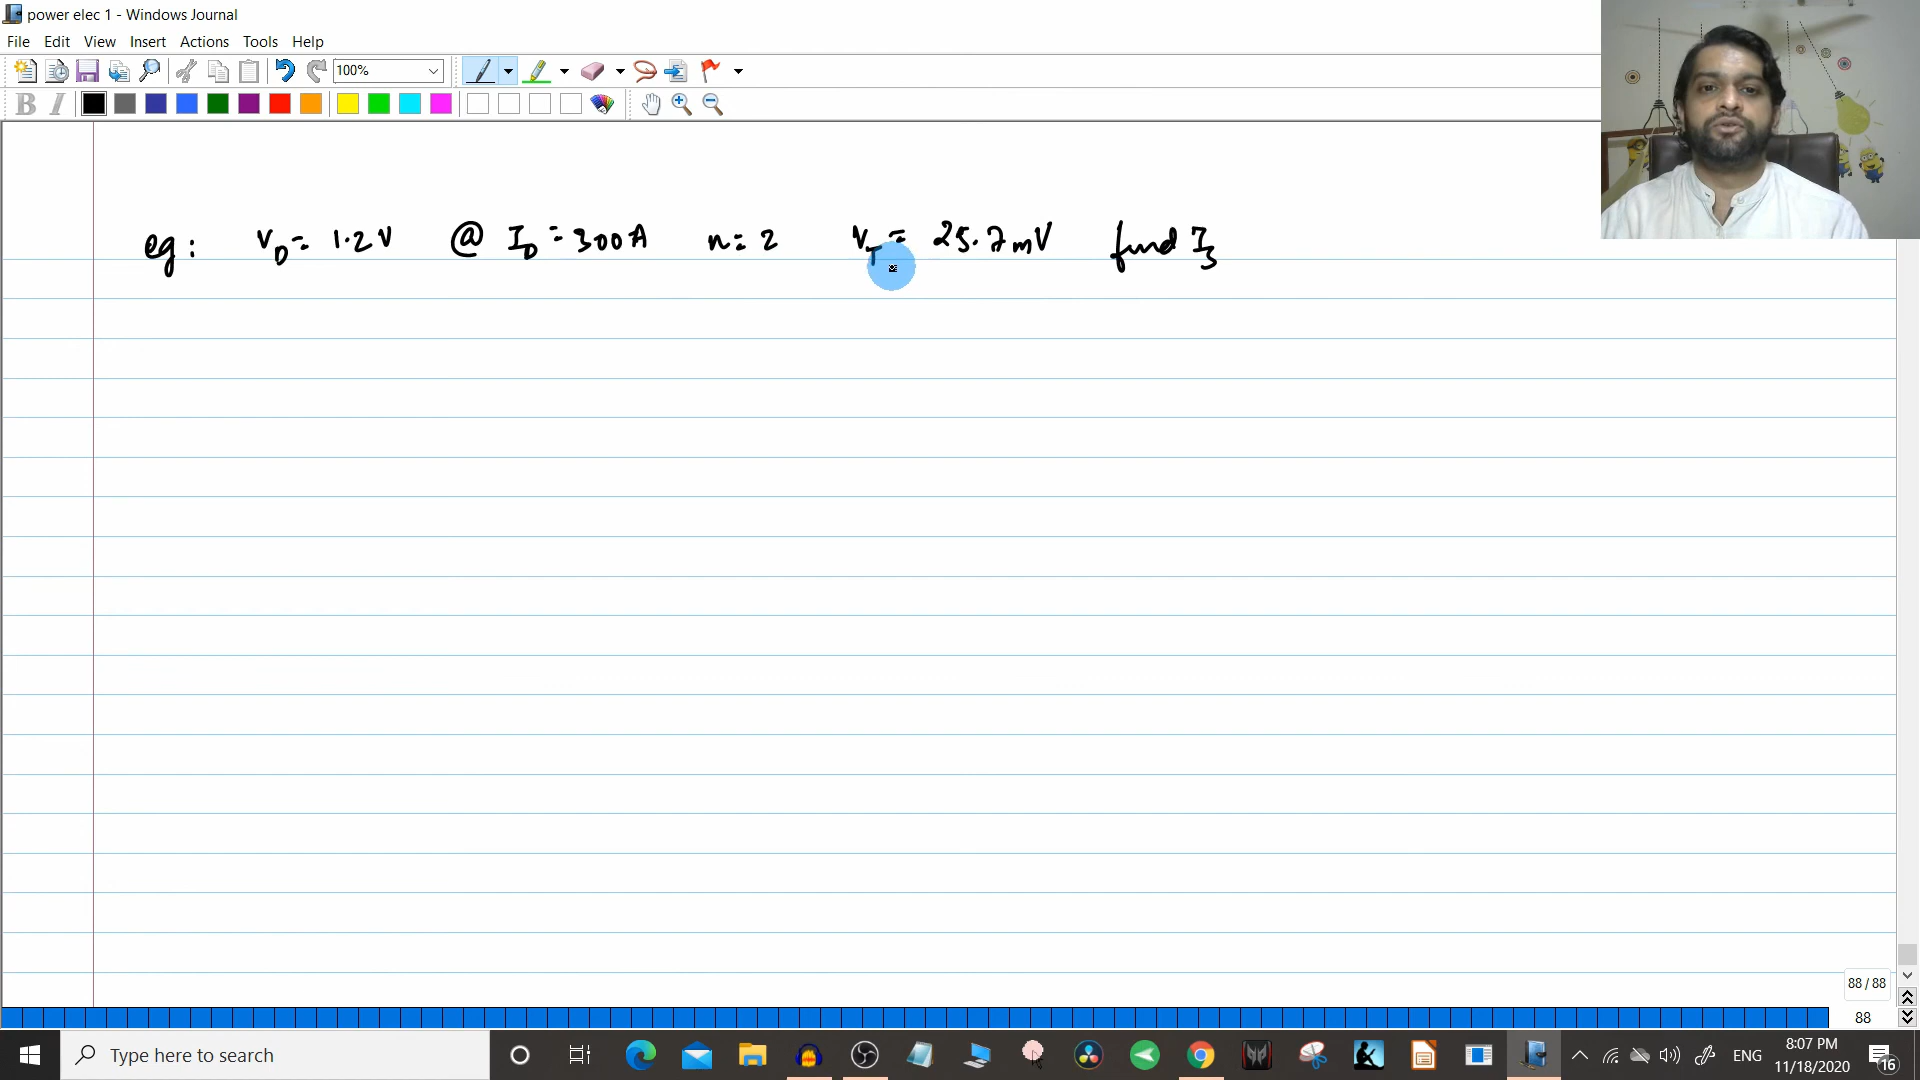 power elec 1 - Windows Journal
File Edit View Insert Actions Tools Help
100%
B I
eg: V_D = 1.2V @ I_D = 300A n = 2 V_T = 25.7mV find I_S
88 / 88
88
Type here to search
ENG
8:07 PM
11/18/2020
16